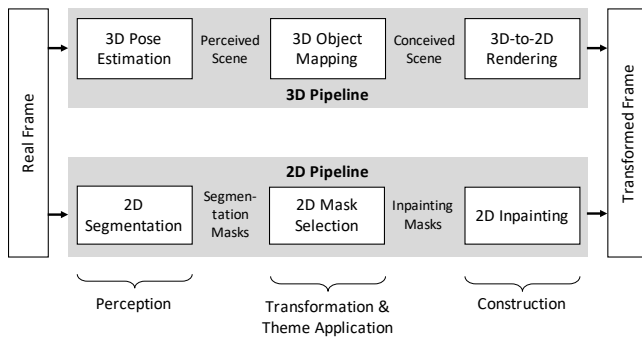 Real Frame
3D Pose
Estimation
Perceived
Scene
3D Object
Mapping
Conceived
Scene
3D-to-2D
Rendering
3D Pipeline
2D Pipeline
2D
Segmentation
Segmen-
tation
Masks
2D Mask
Selection
Inpainting
Masks
2D Inpainting
Transformed Frame
Perception
Transformation &
Theme Application
Construction